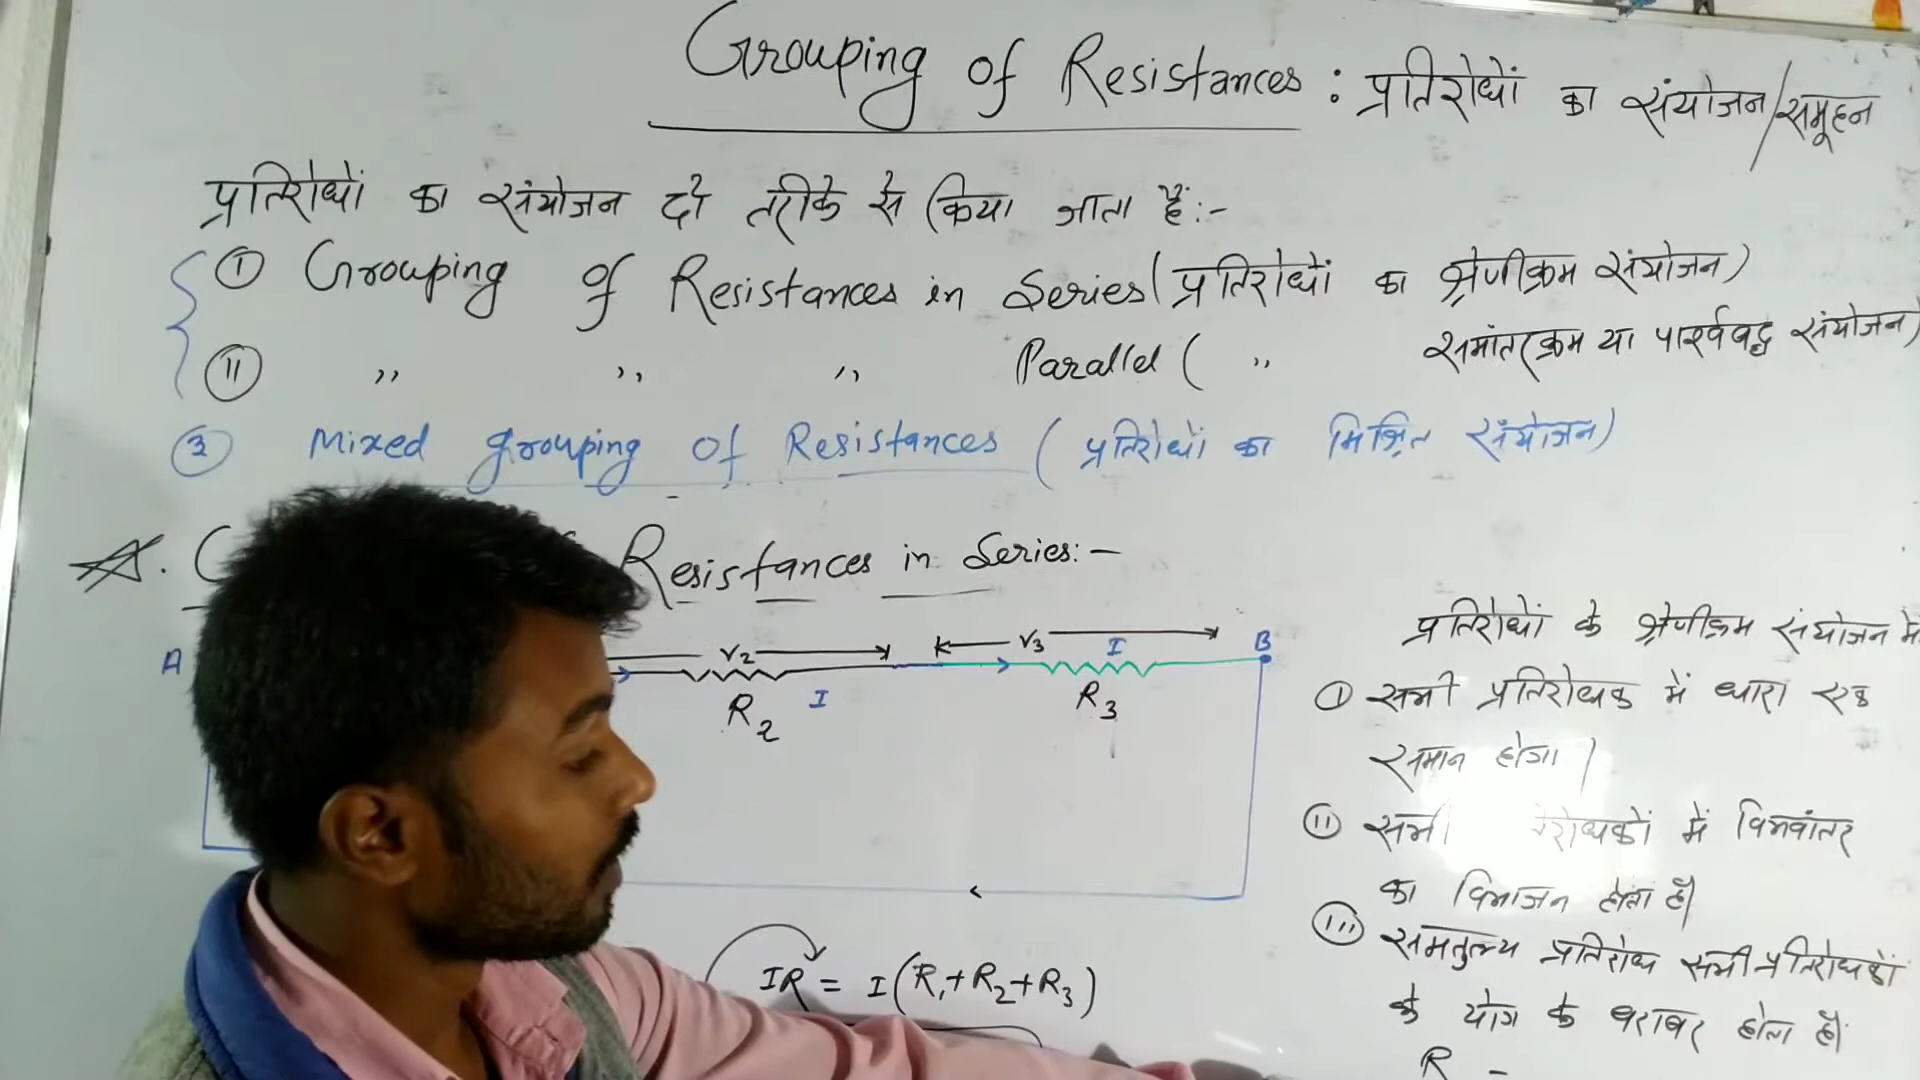 Grouping of Resistances : प्रतिरोधों का संयोजन/समूहन
प्रतिरोधों का संयोजन दो तरीके से किया जाता हैं:-
① Grouping of Resistances in Series (प्रतिरोधों का श्रेणीक्रम संयोजन)
⑪ ,, ,, ,, Parallel ( ,, समांतरक्रम या पार्श्वबद्ध संयोजन)
③ Mixed grouping of Resistances (प्रतिरोधों का मिश्रित संयोजन)
Resistances in Series:-
A V2 V3 I B
R2 I R3
IR = I(R1+R2+R3)
प्रतिरोधों के श्रेणीक्रम संयोजन में
① सभी प्रतिरोधक में धारा एक
समान होगा।
⑪ सभी रोधकों में विभवांतर
का विभाजन होता है।
(iii) समतुल्य प्रतिरोध सभी प्रतिरोधकों
के योग के बराबर होता है।
R =